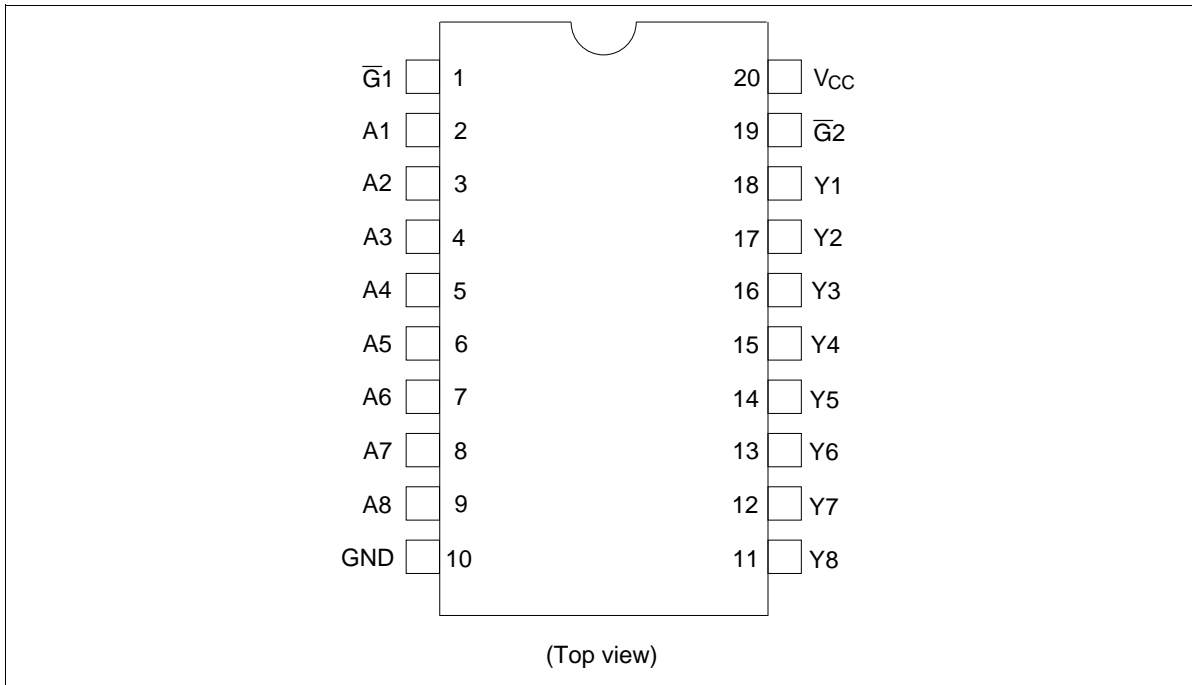 G̅1 1 20 VCC
A1 2 19 G̅2
A2 3 18 Y1
A3 4 17 Y2
A4 5 16 Y3
A5 6 15 Y4
A6 7 14 Y5
A7 8 13 Y6
A8 9 12 Y7
GND 10 11 Y8
(Top view)